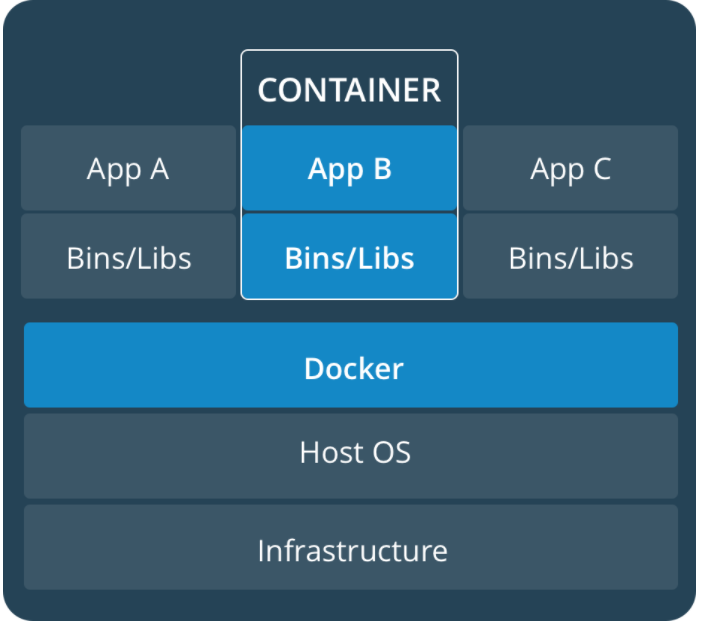 CONTAINER
App A
App B
App C
Bins/Libs
Bins/Libs
Bins/Libs
Docker
Host OS
Infrastructure